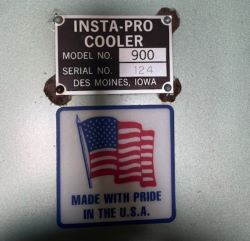 INSTA-PRO
COOLER
MODEL NO. 900
SERIAL NO. 124
DES MOINES, IOWA
MADE WITH PRIDE
IN THE U.S.A.